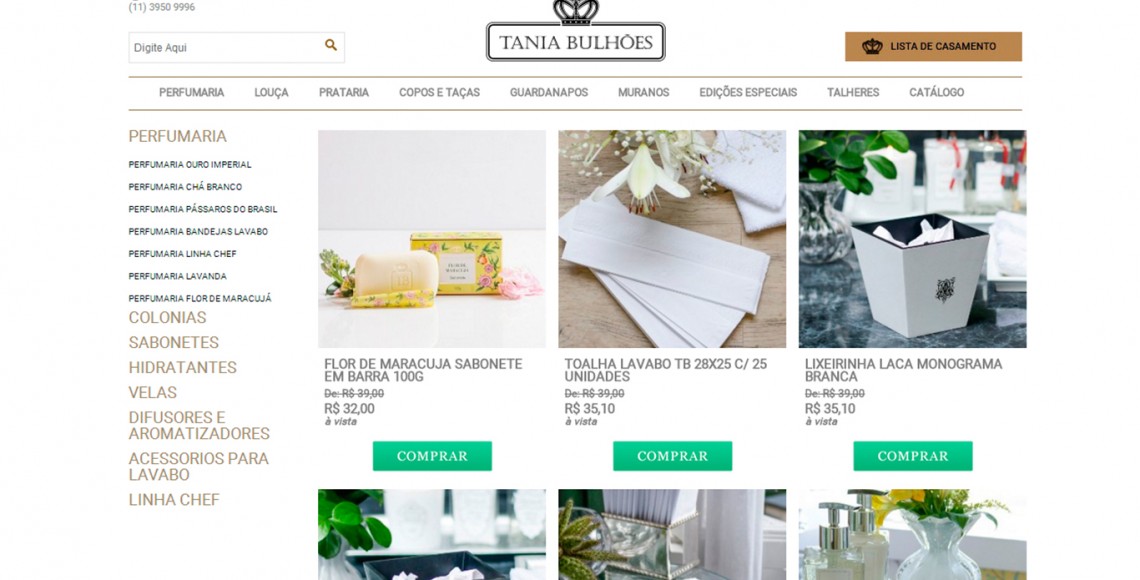 (11) 3950 9996
Digite Aqui
TANIA BULHÕES
LISTA DE CASAMENTO
PERFUMARIA LOUÇA PRATARIA COPOS E TAÇAS GUARDANAPOS MURANOS EDIÇÕES ESPECIAIS TALHERES CATÁLOGO
PERFUMARIA
PERFUMARIA OURO IMPERIAL
PERFUMARIA CHÁ BRANCO
PERFUMARIA PÁSSAROS DO BRASIL
PERFUMARIA BANDEJAS LAVABO
PERFUMARIA LINHA CHEF
PERFUMARIA LAVANDA
PERFUMARIA FLOR DE MARACUJÁ
COLONIAS
SABONETES
HIDRATANTES
VELAS
DIFUSORES E
AROMATIZADORES
ACESSORIOS PARA
LAVABO
LINHA CHEF
FLOR DE
MARACUJÁ
FLOR DE MARACUJA SABONETE
EM BARRA 100G
De: R$ 39,00
R$ 32,00
à vista
COMPRAR
TOALHA LAVABO TB 28X25 C/ 25
UNIDADES
De: R$ 39,00
R$ 35,10
à vista
COMPRAR
LIXEIRINHA LACA MONOGRAMA
BRANCA
De: R$ 39,00
R$ 35,10
à vista
COMPRAR